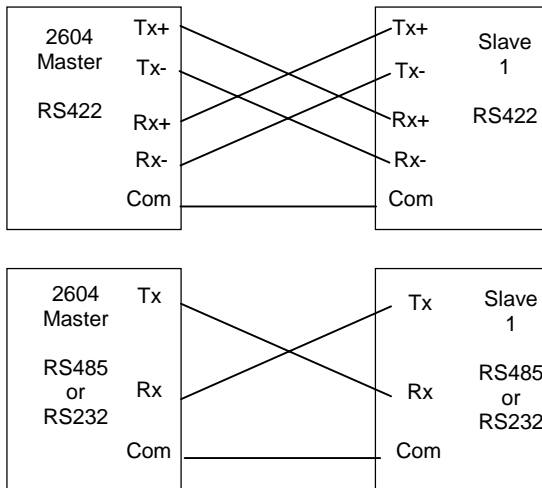 2604
Master
RS422
Tx+
Tx-
Rx+
Rx-
Com
Tx+
Tx-
Rx+
Rx-
Com
Slave
1
RS422
2604
Master
RS485
or
RS232
Tx
Rx
Com
Tx
Rx
Com
Slave
1
RS485
or
RS232